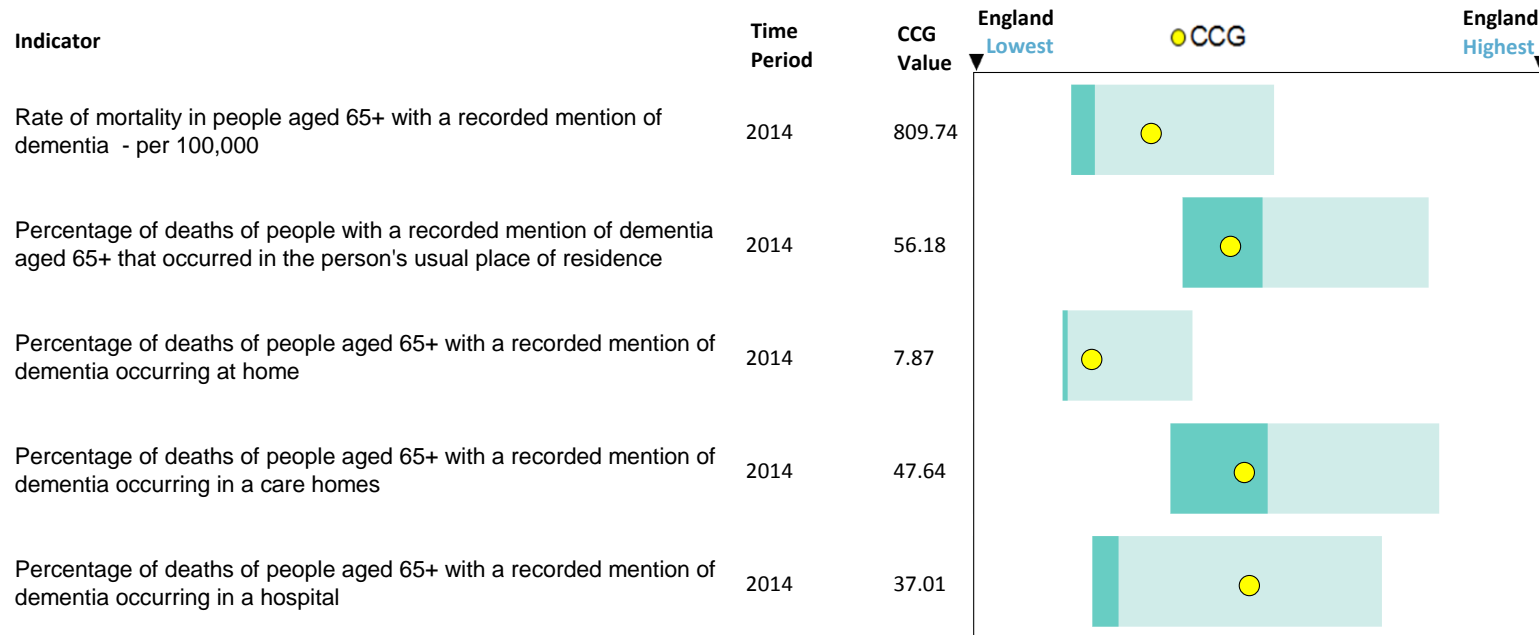 Indicator
Time
Period
CCG
Value
England
Lowest
CCG
England
Highest
Rate of mortality in people aged 65+ with a recorded mention of
dementia - per 100,000
2014
809.74
Percentage of deaths of people with a recorded mention of dementia
aged 65+ that occurred in the person's usual place of residence
2014
56.18
Percentage of deaths of people aged 65+ with a recorded mention of
dementia occurring at home
2014
7.87
Percentage of deaths of people aged 65+ with a recorded mention of
dementia occurring in a care homes
2014
47.64
Percentage of deaths of people aged 65+ with a recorded mention of
dementia occurring in a hospital
2014
37.01